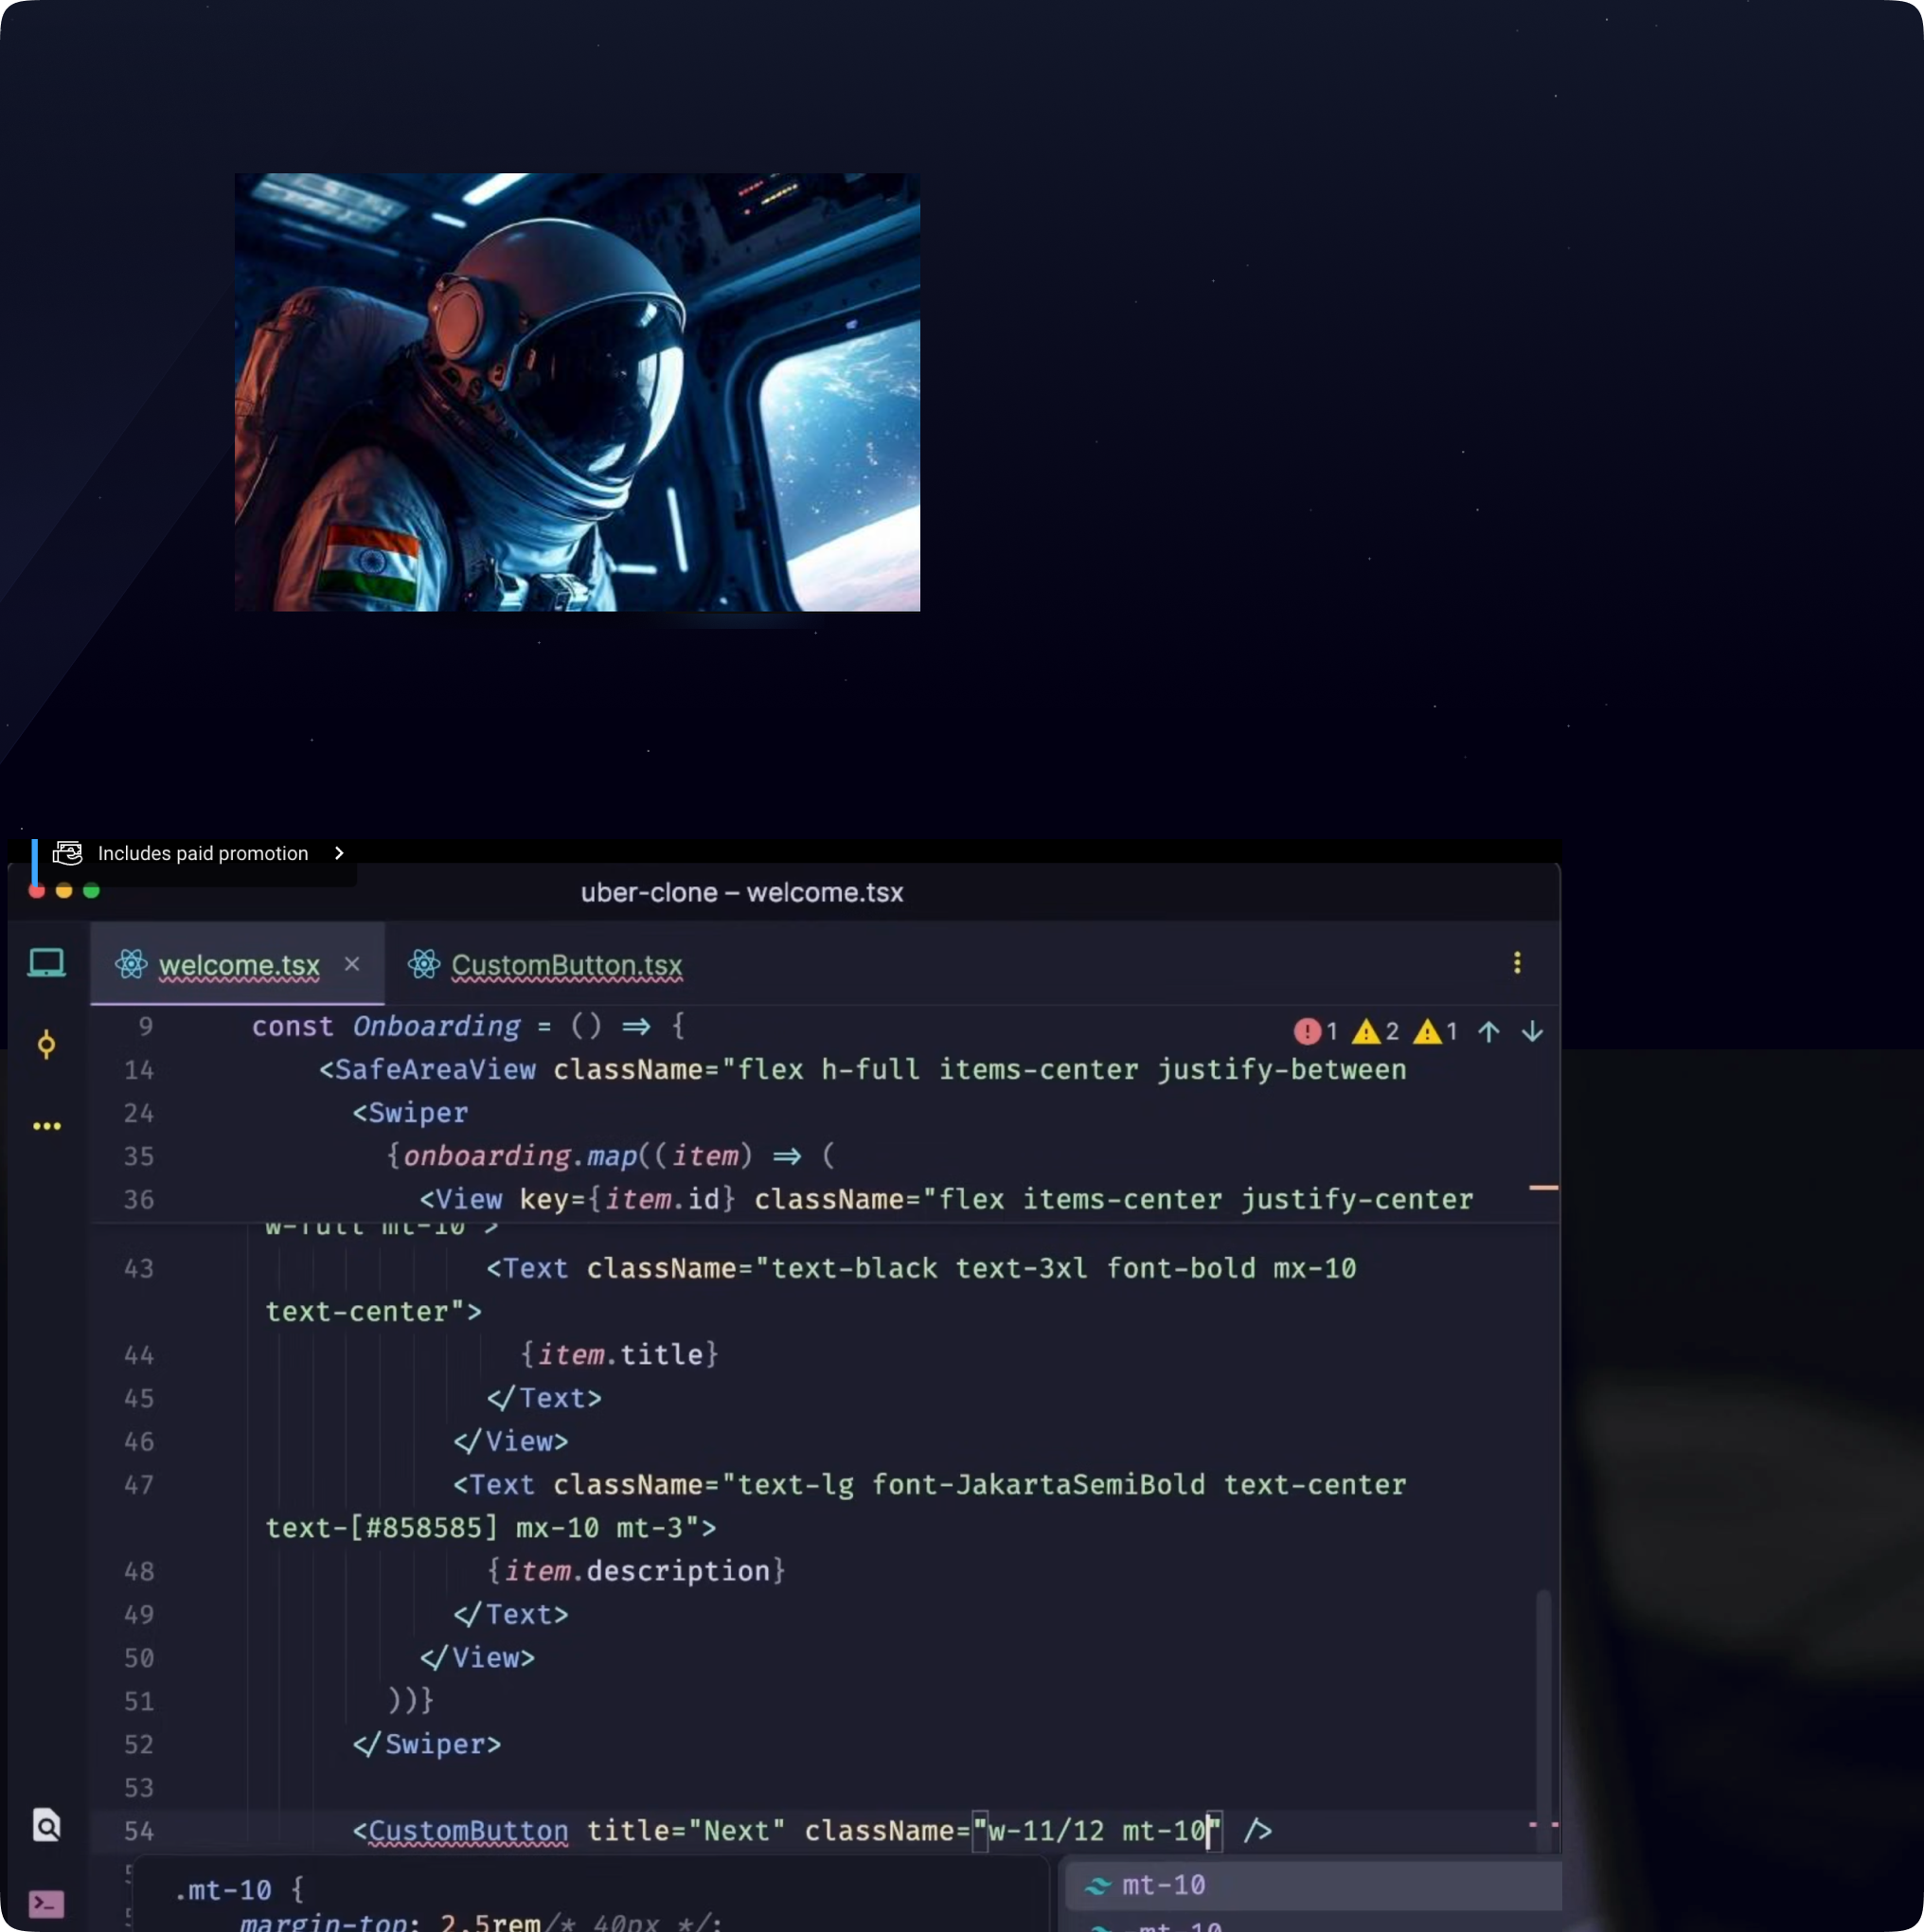 Includes paid promotion
uber-clone – welcome.tsx
welcome.tsx × CustomButton.tsx
9 const Onboarding = () ⇒ {
1 2 1
14 <SafeAreaView className="flex h-full items-center justify-between
24 <Swiper
35 {onboarding.map((item) ⇒ (
36 <View key={item.id} className="flex items-center justify-center
w-full mt-10">
43 <Text className="text-black text-3xl font-bold mx-10
text-center">
44 {item.title}
45 </Text>
46 </View>
47 <Text className="text-lg font-JakartaSemiBold text-center
text-[#858585] mx-10 mt-3">
48 {item.description}
49 </Text>
50 </View>
51 ))}
52 </Swiper>
53
54 <CustomButton title="Next" className="w-11/12 mt-10" />
.mt-10 {
margin-top: 2.5rem/* 40px */;
mt-10
-mt-10